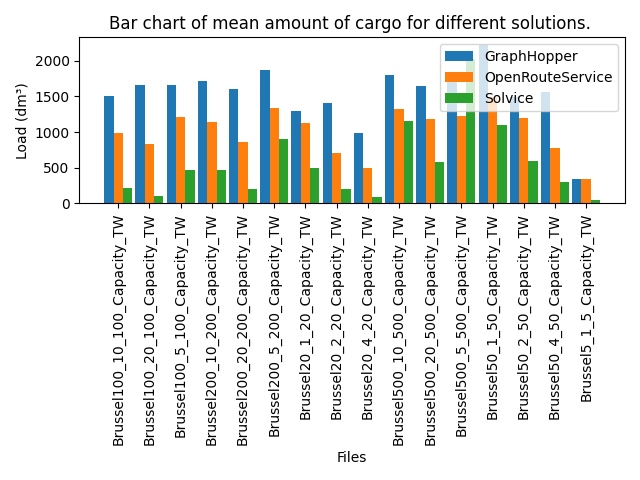 Bar chart of mean amount of cargo for different solutions.
Load (dm³)
2000
1500
1000
500
0
GraphHopper
OpenRouteService
Solvice
Brussel100_10_100_Capacity_TW
Brussel100_20_100_Capacity_TW
Brussel100_5_100_Capacity_TW
Brussel200_10_200_Capacity_TW
Brussel200_20_200_Capacity_TW
Brussel200_5_200_Capacity_TW
Brussel20_1_20_Capacity_TW
Brussel20_2_20_Capacity_TW
Brussel20_4_20_Capacity_TW
Brussel500_10_500_Capacity_TW
Brussel500_20_500_Capacity_TW
Brussel500_5_500_Capacity_TW
Brussel50_1_50_Capacity_TW
Brussel50_2_50_Capacity_TW
Brussel50_4_50_Capacity_TW
Brussel5_1_5_Capacity_TW
Files